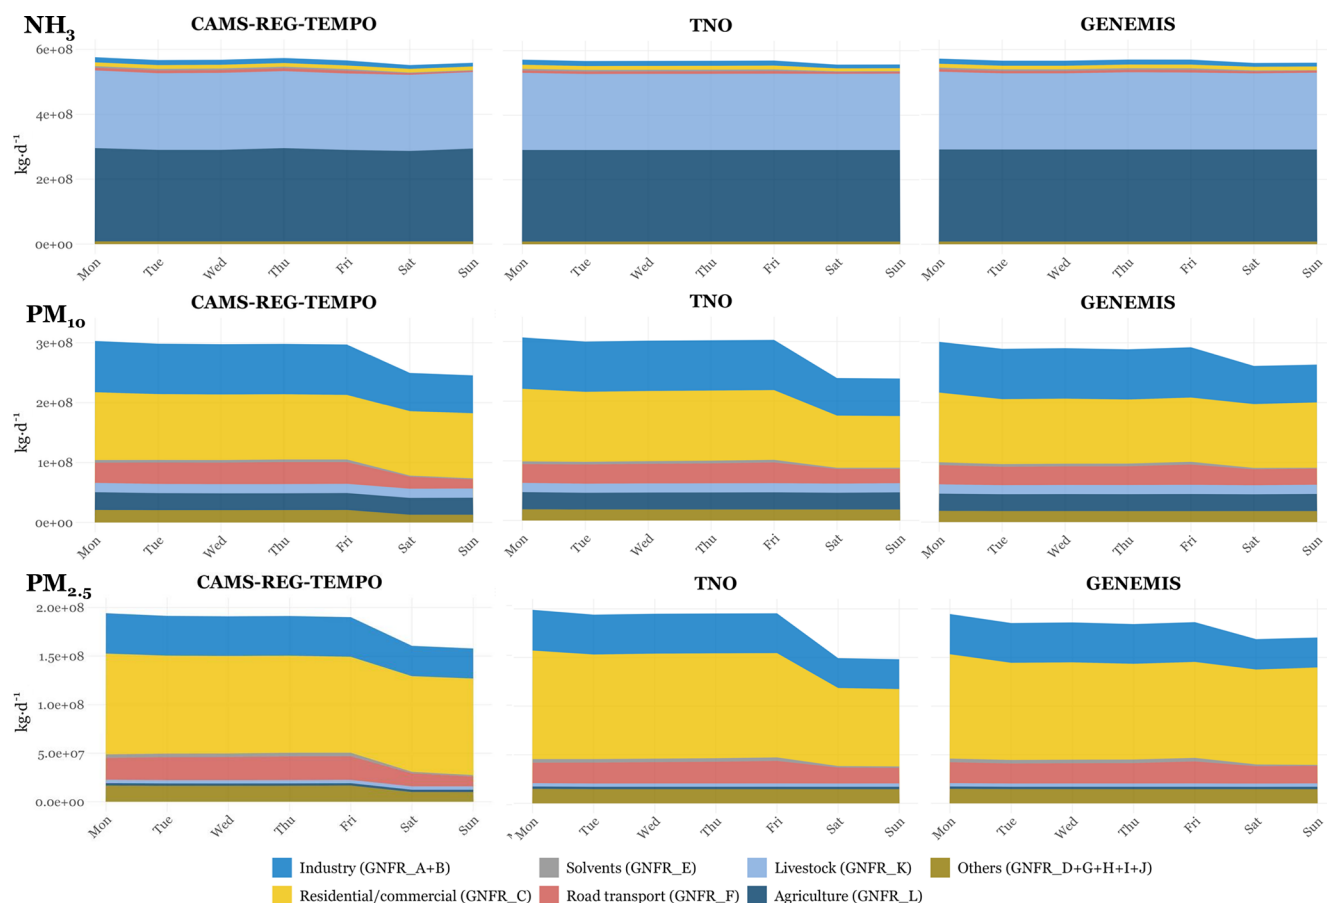 NH₃
CAMS-REG-TEMPO
TNO
GENEMIS
kg·d⁻¹
6e+08
4e+08
2e+08
0e+00
Mon Tue Wed Thu Fri Sat Sun
Mon Tue Wed Thu Fri Sat Sun
Mon Tue Wed Thu Fri Sat Sun
PM₁₀
CAMS-REG-TEMPO
TNO
GENEMIS
kg·d⁻¹
3e+08
2e+08
1e+08
0e+00
Mon Tue Wed Thu Fri Sat Sun
Mon Tue Wed Thu Fri Sat Sun
Mon Tue Wed Thu Fri Sat Sun
PM₂.₅
CAMS-REG-TEMPO
TNO
GENEMIS
kg·d⁻¹
2.0e+08
1.5e+08
1.0e+08
5.0e+07
0.0e+00
Mon Tue Wed Thu Fri Sat Sun
Mon Tue Wed Thu Fri Sat Sun
Mon Tue Wed Thu Fri Sat Sun
Industry (GNFR_A+B)
Solvents (GNFR_E)
Livestock (GNFR_K)
Others (GNFR_D+G+H+I+J)
Residential/commercial (GNFR_C)
Road transport (GNFR_F)
Agriculture (GNFR_L)